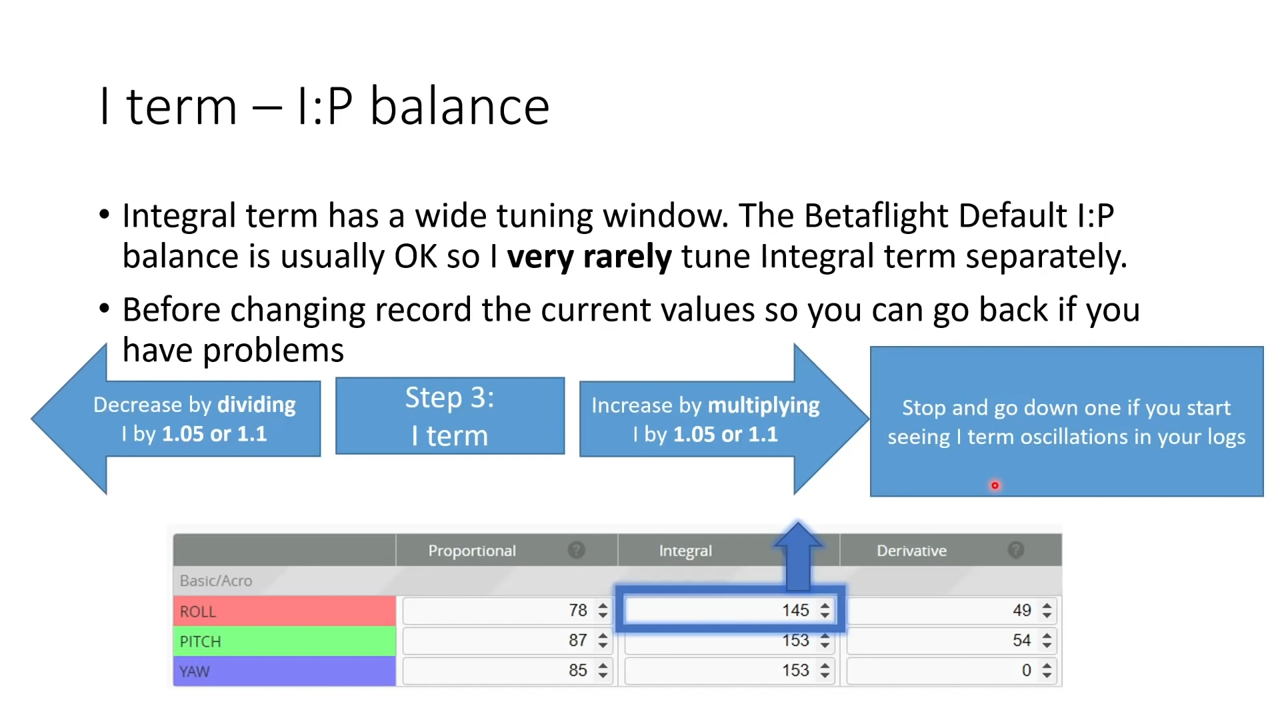 I term – I:P balance
• Integral term has a wide tuning window. The Betaflight Default I:P
balance is usually OK so I very rarely tune Integral term separately.
• Before changing record the current values so you can go back if you
have problems
Decrease by dividing
I by 1.05 or 1.1
Step 3:
I term
Increase by multiplying
I by 1.05 or 1.1
Stop and go down one if you start
seeing I term oscillations in your logs
Proportional ? Integral Derivative ?
Basic/Acro
ROLL 78 145 49
PITCH 87 153 54
YAW 85 153 0